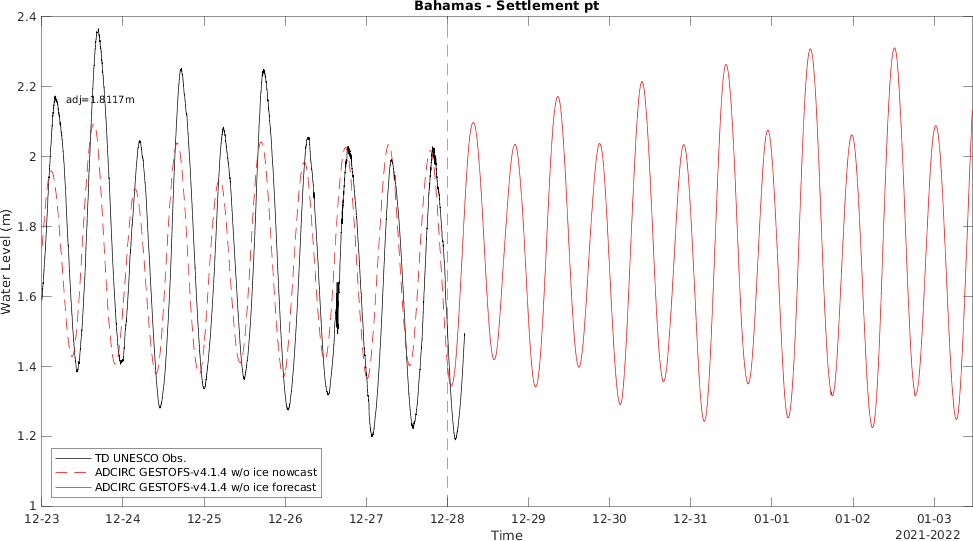 Bahamas - Settlement pt
2.4
2.2
2
1.8
1.6
1.4
1.2
1
Water Level (m)
adj=1.8117m
TD UNESCO Obs.
ADCIRC GESTOFS-v4.1.4 w/o ice nowcast
ADCIRC GESTOFS-v4.1.4 w/o ice forecast
12-23 12-24 12-25 12-26 12-27 12-28 12-29 12-30 12-31 01-01 01-02 01-03
Time
2021-2022